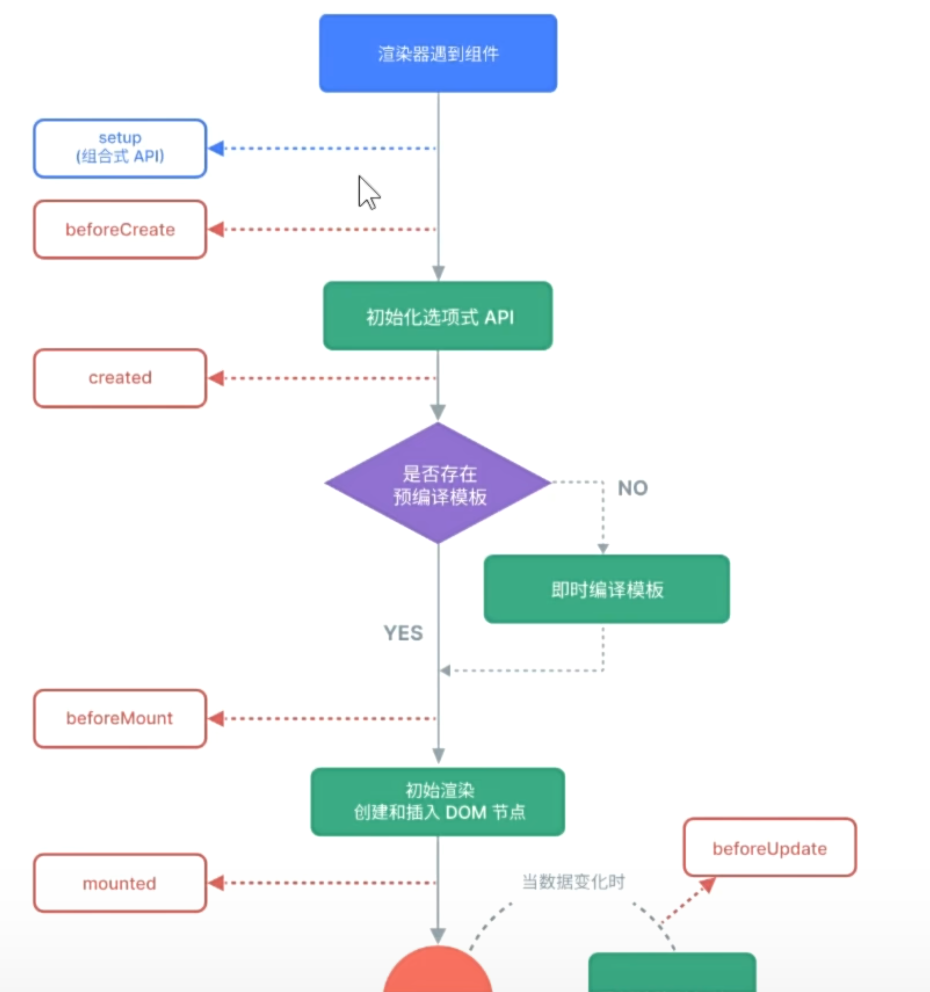 渲染器遇到组件
setup
(组合式 API)
beforeCreate
初始化选项式 API
created
是否存在
预编译模板
NO
即时编译模板
YES
beforeMount
初始渲染
创建和插入 DOM 节点
beforeUpdate
mounted
当数据变化时